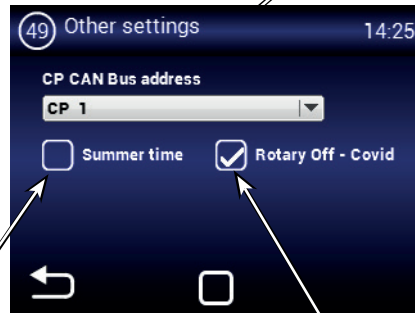 49 Other settings 14:25
CP CAN Bus address
CP 1
Summer time Rotary Off - Covid